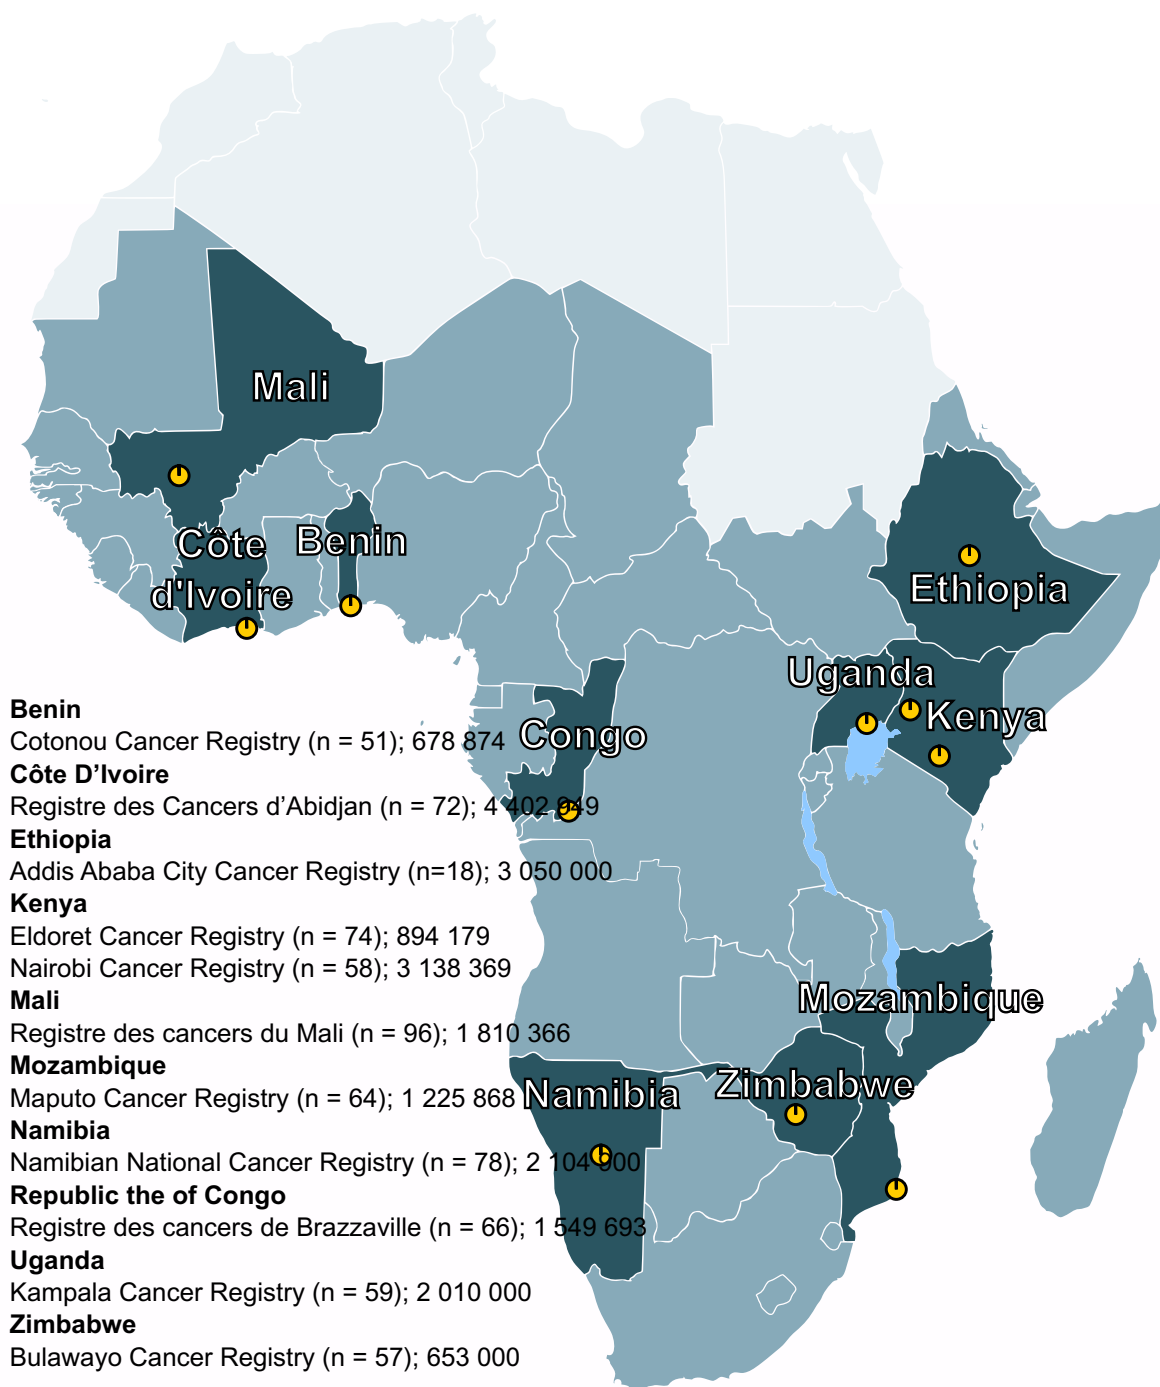 Mali
Côte
d'Ivoire
Benin
Ethiopia
Uganda
Kenya
Congo
Mozambique
Namibia
Zimbabwe
Benin
Cotonou Cancer Registry (n = 51); 678 874
Côte D’Ivoire
Registre des Cancers d’Abidjan (n = 72); 4 402 949
Ethiopia
Addis Ababa City Cancer Registry (n=18); 3 050 000
Kenya
Eldoret Cancer Registry (n = 74); 894 179
Nairobi Cancer Registry (n = 58); 3 138 369
Mali
Registre des cancers du Mali (n = 96); 1 810 366
Mozambique
Maputo Cancer Registry (n = 64); 1 225 868
Namibia
Namibian National Cancer Registry (n = 78); 2 104 900
Republic the of Congo
Registre des cancers de Brazzaville (n = 66); 1 549 693
Uganda
Kampala Cancer Registry (n = 59); 2 010 000
Zimbabwe
Bulawayo Cancer Registry (n = 57); 653 000